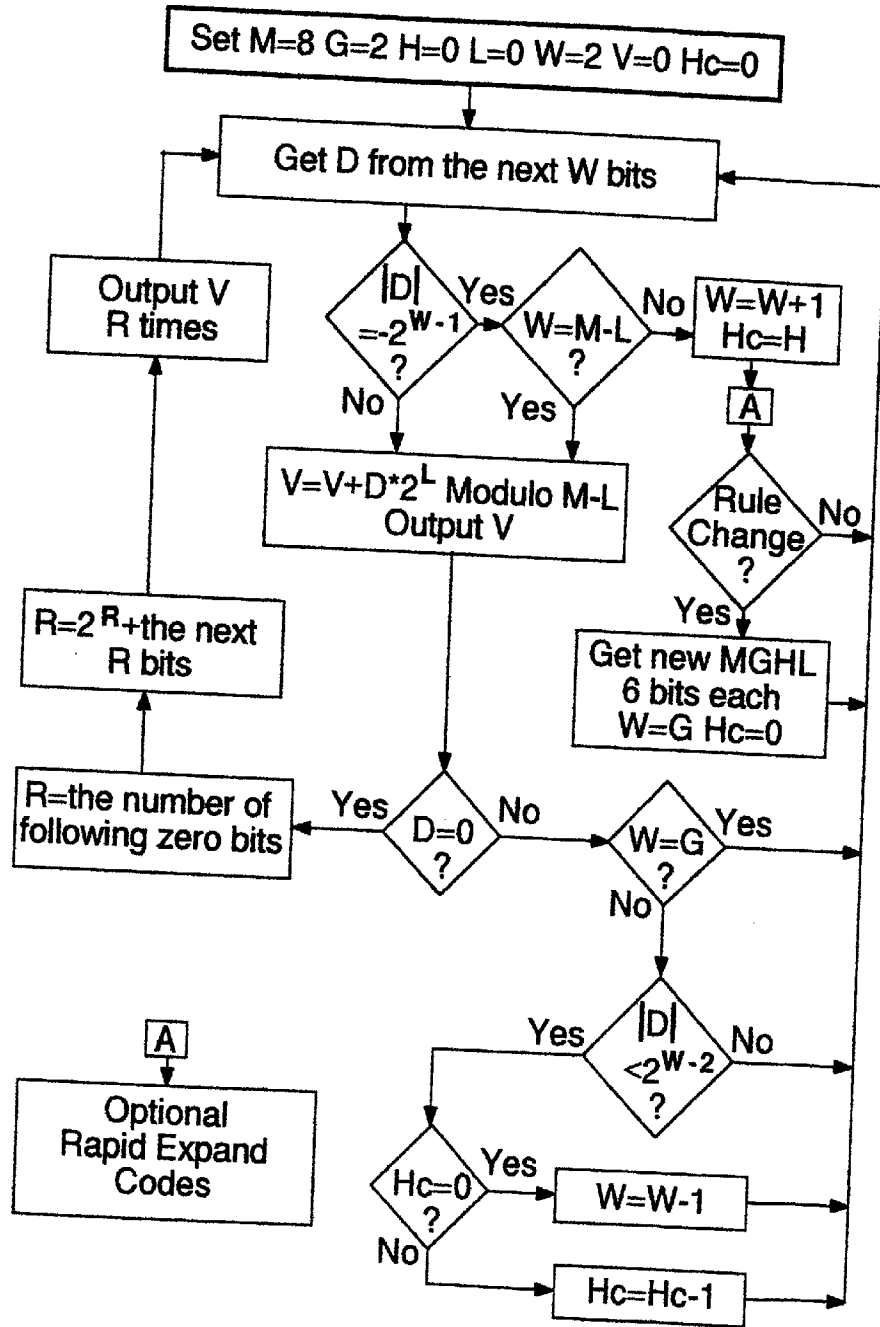 Set M=8 G=2 H=0 L=0 W=2 V=0 Hc=0
Get D from the next W bits
Output V
R times
|D|
=-2^W-1
?
Yes
No
W=M-L
?
No
Yes
W=W+1
Hc=H
A
V=V+D*2^L Modulo M-L
Output V
Rule
Change
?
No
Yes
R=2^R+the next
R bits
Get new MGHL
6 bits each
W=G Hc=0
R=the number of
following zero bits
Yes
D=0
?
No
W=G
?
Yes
No
A
Optional
Rapid Expand
Codes
Yes
|D|
<2^W-2
?
No
Hc=0
?
Yes
No
W=W-1
Hc=Hc-1